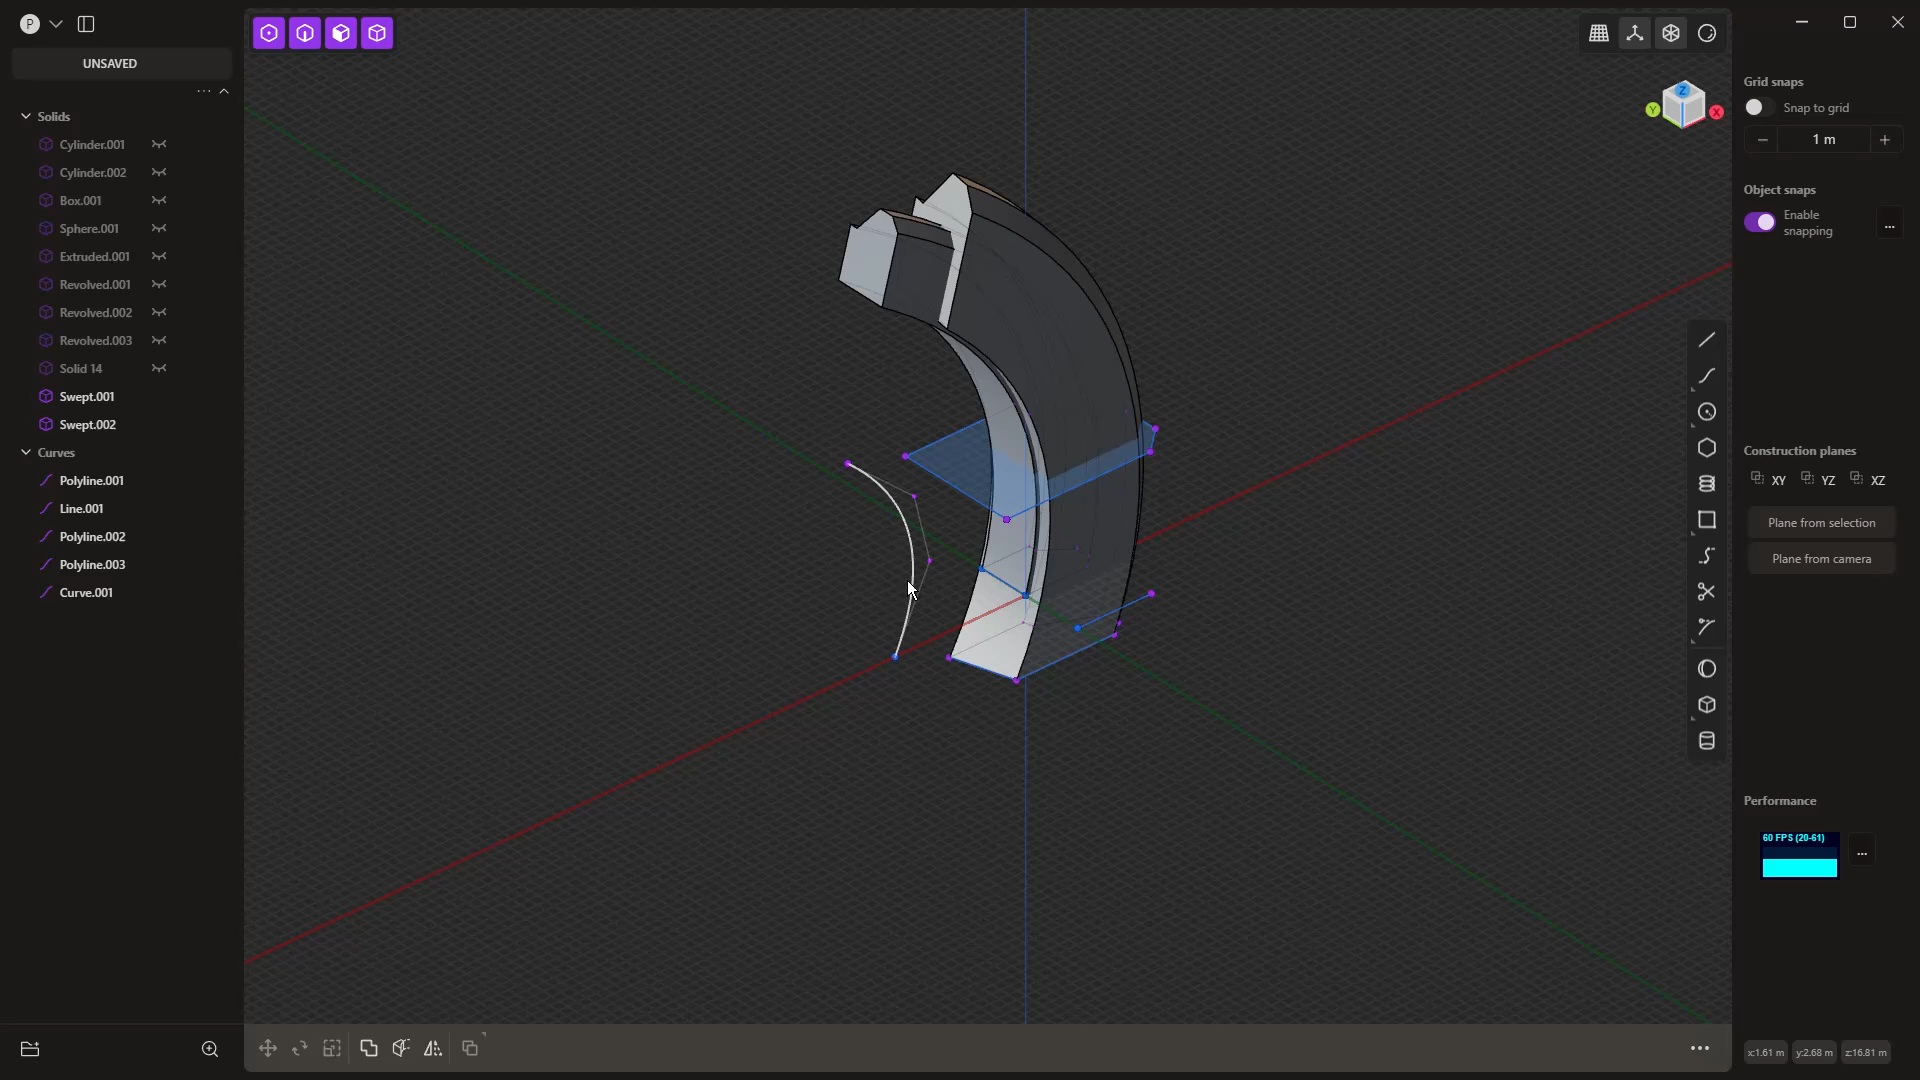 P
UNSAVED
Solids
Cylinder.001
Cylinder.002
Box.001
Sphere.001
Extruded.001
Revolved.001
Revolved.002
Revolved.003
Solid 14
Swept.001
Swept.002
Curves
Polyline.001
Line.001
Polyline.002
Polyline.003
Curve.001
Z
Y
X
Grid snaps
Snap to grid
1 m
Object snaps
Enable
snapping
...
Construction planes
XY YZ XZ
Plane from selection
Plane from camera
Performance
60 FPS (20-61)
...
x:1.61 m y:2.68 m z:16.81 m